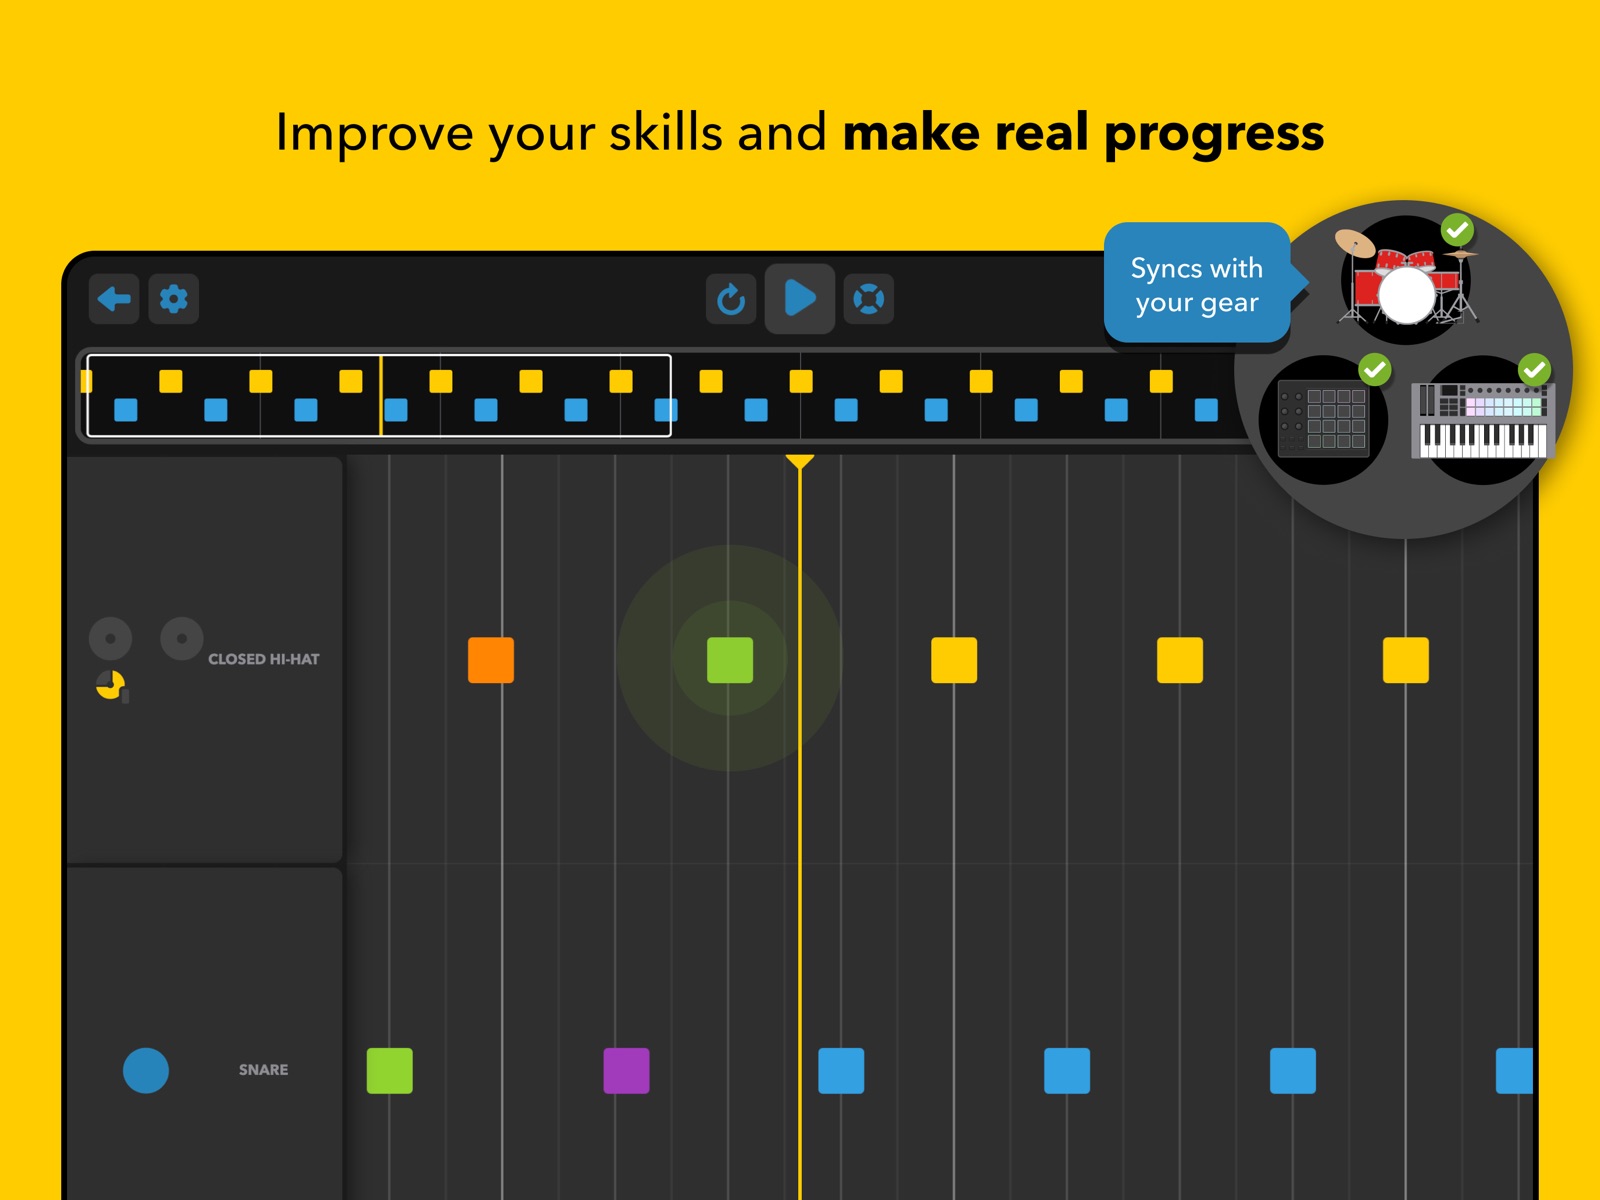 Improve your skills and make real progress
Syncs with
your gear
CLOSED HI-HAT
SNARE